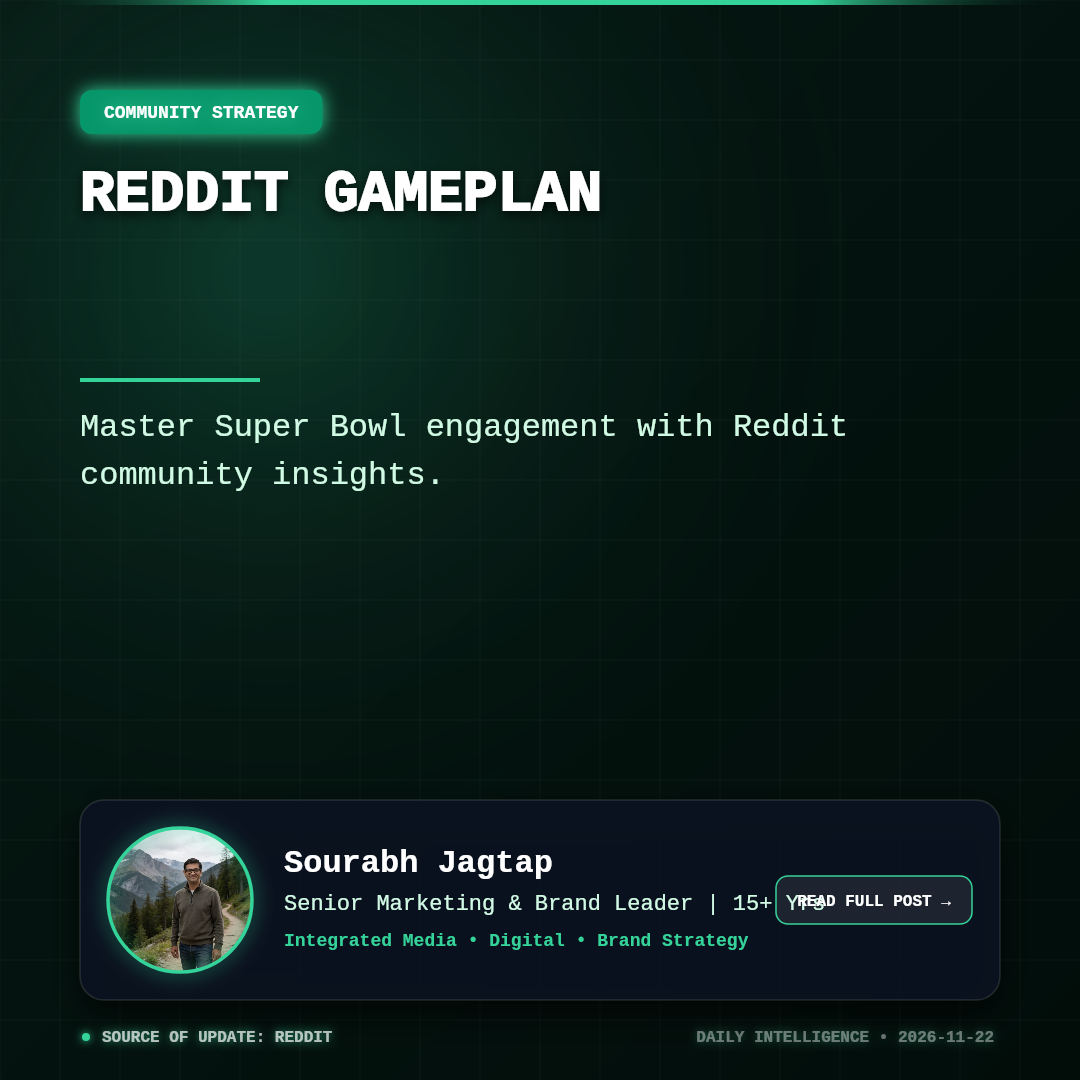 COMMUNITY STRATEGY
REDDIT GAMEPLAN
Master Super Bowl engagement with Reddit
community insights.
Sourabh Jagtap
Senior Marketing & Brand Leader | 15+ Yrs
READ FULL POST →
Integrated Media • Digital • Brand Strategy
SOURCE OF UPDATE: REDDIT
DAILY INTELLIGENCE • 2026-11-22